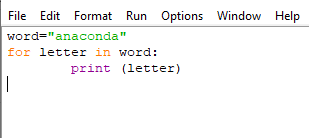 File Edit Format Run Options Window Help
word="anaconda"
for letter in word:
        print (letter)